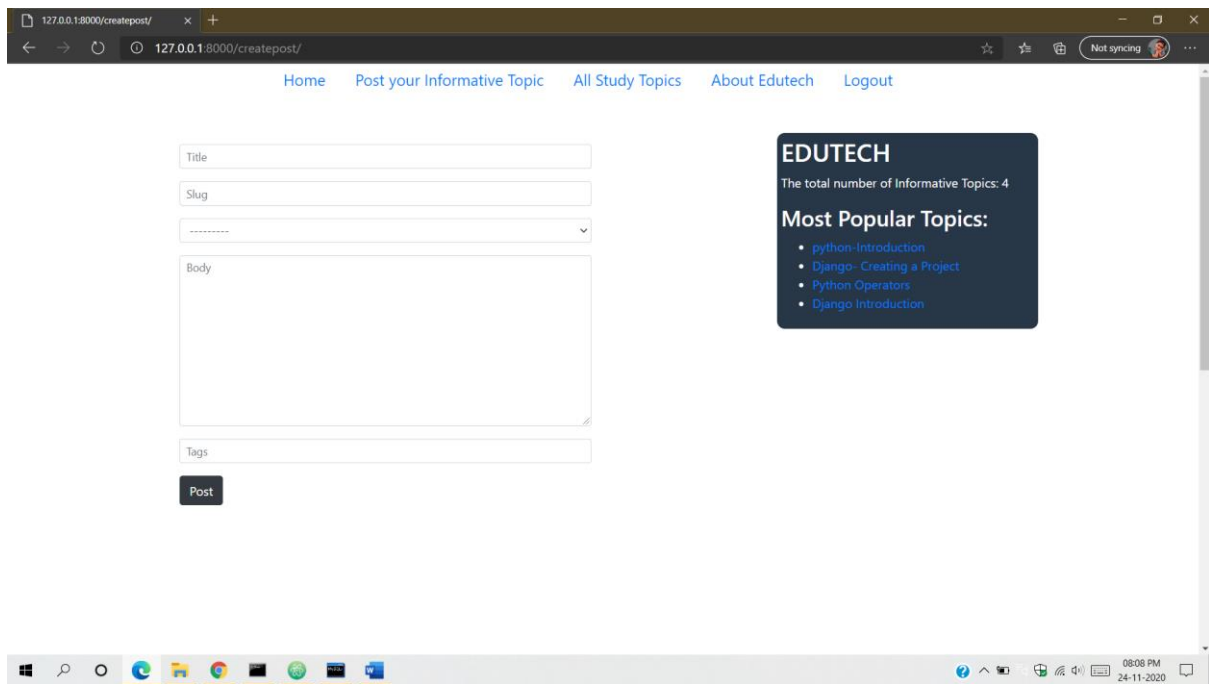 127.0.0.1:8000/createpost/
127.0.0.1:8000/createpost/
Not syncing
Home Post your Informative Topic All Study Topics About Edutech Logout
Title
Slug
---------
Body
Tags
Post
EDUTECH
The total number of Informative Topics: 4
Most Popular Topics:
python-Introduction
Django- Creating a Project
Python Operators
Django Introduction
08:08 PM
24-11-2020